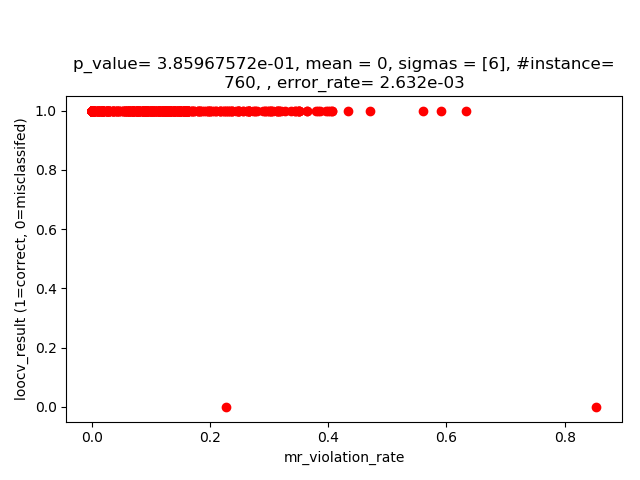 p_value= 3.85967572e-01, mean = 0, sigmas = [6], #instance=
760, , error_rate= 2.632e-03
1.0
0.8
0.6
0.4
0.2
0.0
loocv_result (1=correct, 0=misclassifed)
0.0 0.2 0.4 0.6 0.8
mr_violation_rate